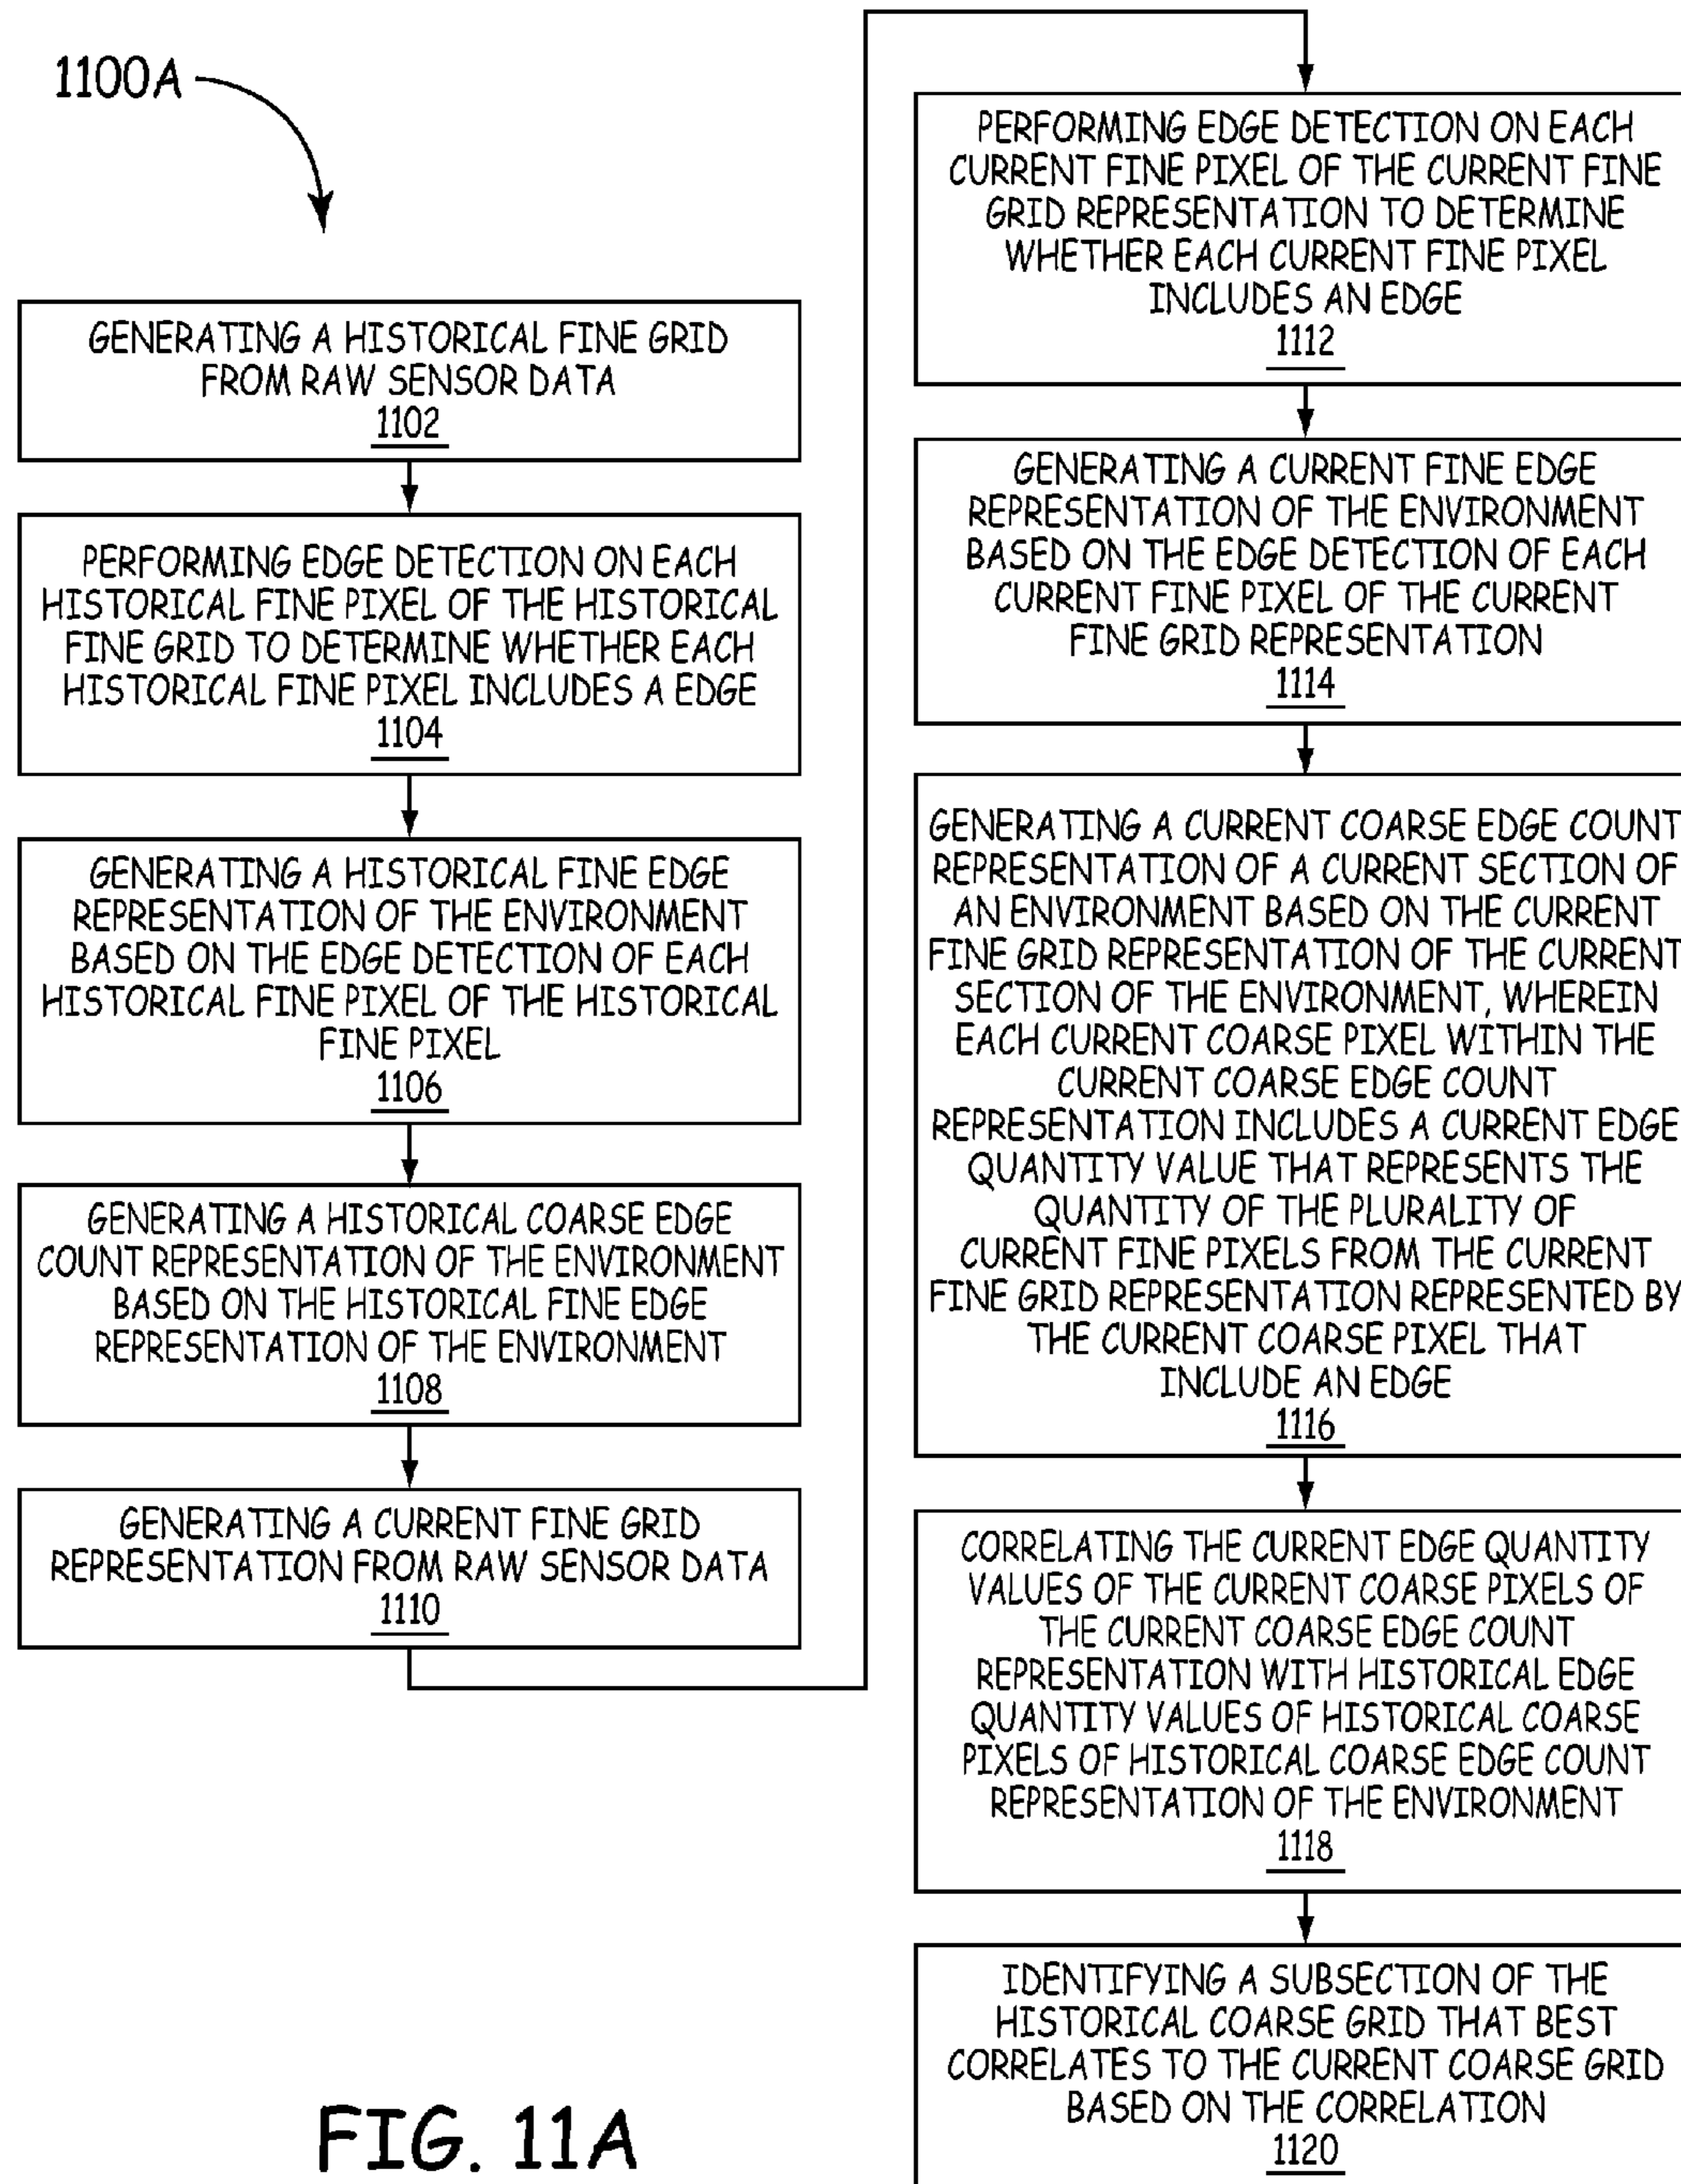 1100A
GENERATING A HISTORICAL FINE GRID
FROM RAW SENSOR DATA
1102
PERFORMING EDGE DETECTION ON EACH
HISTORICAL FINE PIXEL OF THE HISTORICAL
FINE GRID TO DETERMINE WHETHER EACH
HISTORICAL FINE PIXEL INCLUDES A EDGE
1104
GENERATING A HISTORICAL FINE EDGE
REPRESENTATION OF THE ENVIRONMENT
BASED ON THE EDGE DETECTION OF EACH
HISTORICAL FINE PIXEL OF THE HISTORICAL
FINE PIXEL
1106
GENERATING A HISTORICAL COARSE EDGE
COUNT REPRESENTATION OF THE ENVIRONMENT
BASED ON THE HISTORICAL FINE EDGE
REPRESENTATION OF THE ENVIRONMENT
1108
GENERATING A CURRENT FINE GRID
REPRESENTATION FROM RAW SENSOR DATA
1110
PERFORMING EDGE DETECTION ON EACH
CURRENT FINE PIXEL OF THE CURRENT FINE
GRID REPRESENTATION TO DETERMINE
WHETHER EACH CURRENT FINE PIXEL
INCLUDES AN EDGE
1112
GENERATING A CURRENT FINE EDGE
REPRESENTATION OF THE ENVIRONMENT
BASED ON THE EDGE DETECTION OF EACH
CURRENT FINE PIXEL OF THE CURRENT
FINE GRID REPRESENTATION
1114
GENERATING A CURRENT COARSE EDGE COUNT
REPRESENTATION OF A CURRENT SECTION OF
AN ENVIRONMENT BASED ON THE CURRENT
FINE GRID REPRESENTATION OF THE CURRENT
SECTION OF THE ENVIRONMENT, WHEREIN
EACH CURRENT COARSE PIXEL WITHIN THE
CURRENT COARSE EDGE COUNT
REPRESENTATION INCLUDES A CURRENT EDGE
QUANTITY VALUE THAT REPRESENTS THE
QUANTITY OF THE PLURALITY OF
CURRENT FINE PIXELS FROM THE CURRENT
FINE GRID REPRESENTATION REPRESENTED BY
THE CURRENT COARSE PIXEL THAT
INCLUDE AN EDGE
1116
CORRELATING THE CURRENT EDGE QUANTITY
VALUES OF THE CURRENT COARSE PIXELS OF
THE CURRENT COARSE EDGE COUNT
REPRESENTATION WITH HISTORICAL EDGE
QUANTITY VALUES OF HISTORICAL COARSE
PIXELS OF HISTORICAL COARSE EDGE COUNT
REPRESENTATION OF THE ENVIRONMENT
1118
IDENTIFYING A SUBSECTION OF THE
HISTORICAL COARSE GRID THAT BEST
CORRELATES TO THE CURRENT COARSE GRID
BASED ON THE CORRELATION
1120
FIG. 11A